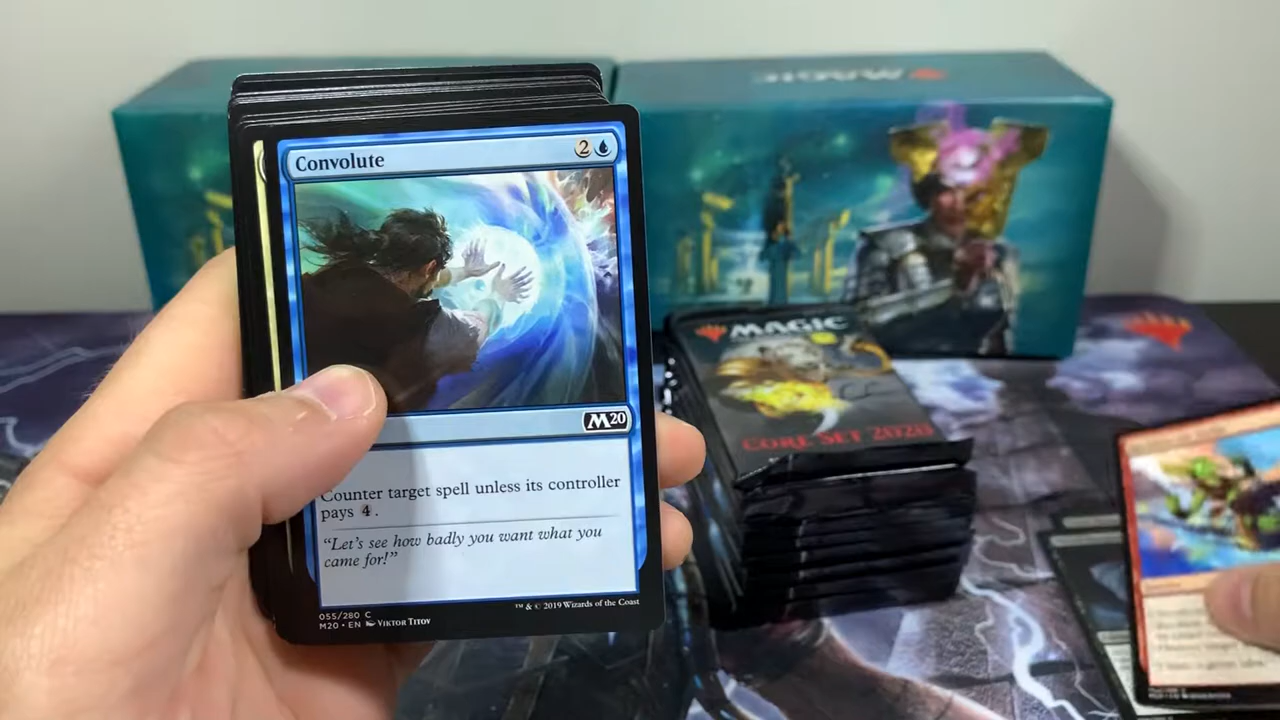 MAGIC
Convolute
2
M20
Counter target spell unless its controller
pays 4.
“Let’s see how badly you want what you
came for!”
055/280 C
M20 • EN VIKTOR TITOV
™ & © 2019 Wizards of the Coast
MAGIC
CORE SET 2020